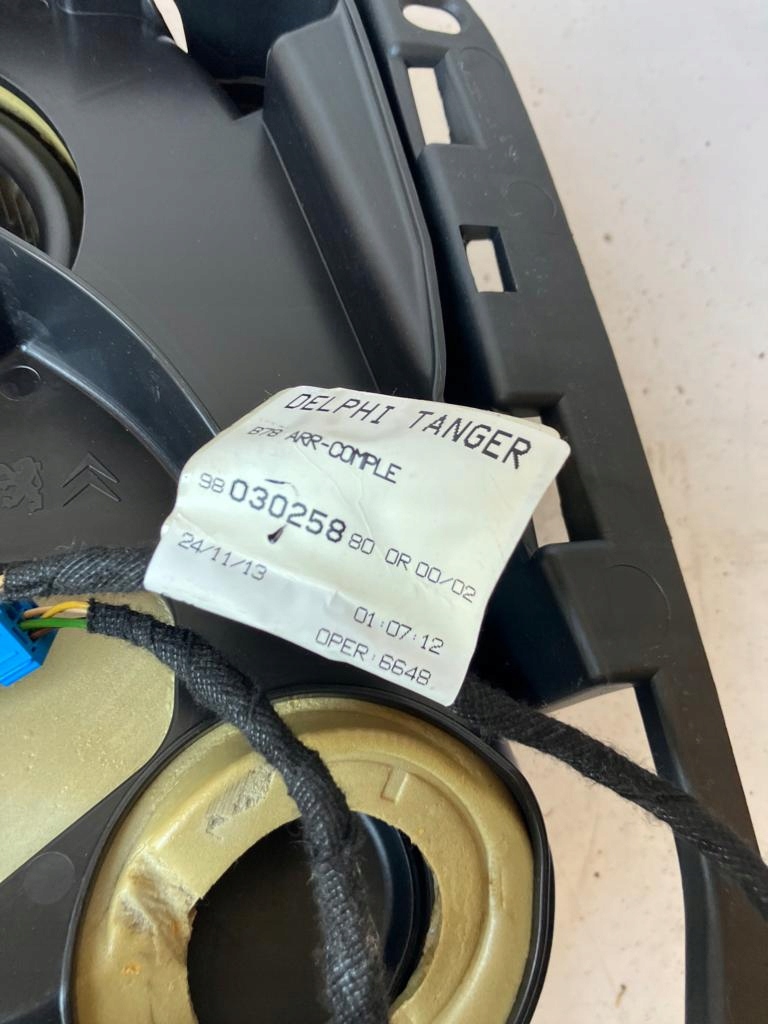 DELPHI TANGER
B78 ARR-COMPLE
98 030258 80 OR 00/02
24/11/13 01:07:12
OPER:6648